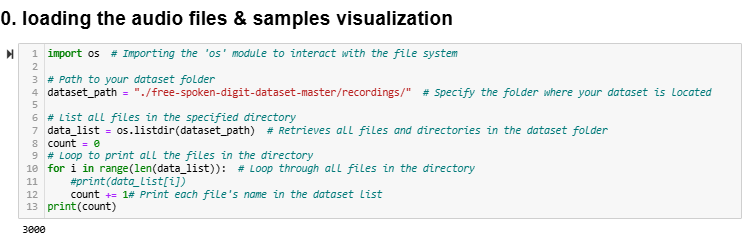 0. loading the audio files & samples visualization
1 import os  # Importing the 'os' module to interact with the file system
2
3 # Path to your dataset folder
4 dataset_path = "./free-spoken-digit-dataset-master/recordings/"  # Specify the folder where your dataset is located
5
6 # List all files in the specified directory
7 data_list = os.listdir(dataset_path)  # Retrieves all files and directories in the dataset folder
8 count = 0
9 # Loop to print all the files in the directory
10 for i in range(len(data_list)):  # Loop through all files in the directory
11     #print(data_list[i])
12     count += 1# Print each file's name in the dataset list
13 print(count)
3000